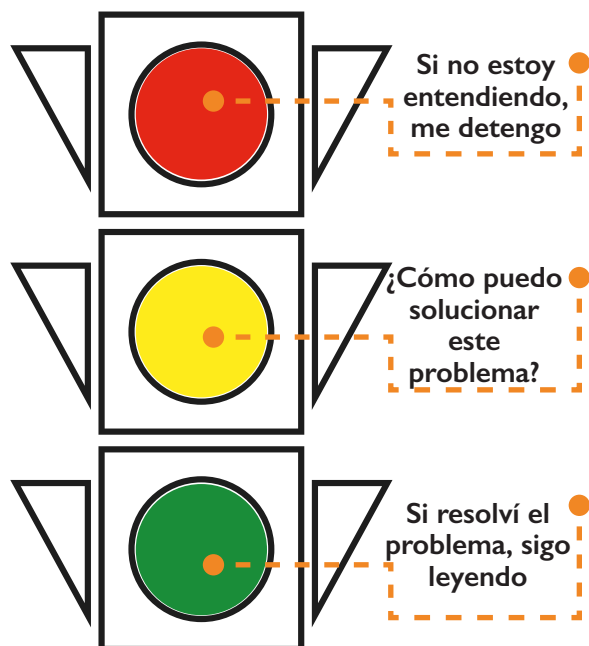 Si no estoy
entendiendo,
me detengo
¿Cómo puedo
solucionar
este
problema?
Si resolví el
problema, sigo
leyendo